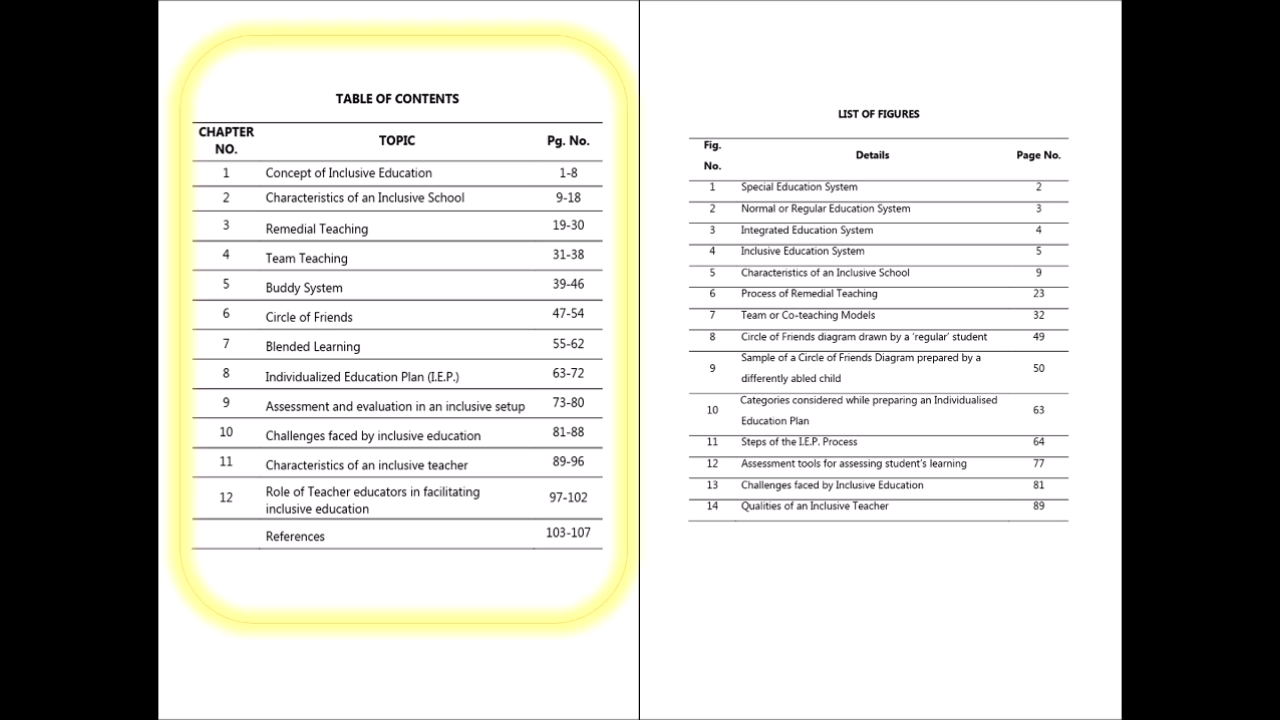 TABLE OF CONTENTS
CHAPTER NO. TOPIC Pg. No.
1 Concept of Inclusive Education 1-8
2 Characteristics of an Inclusive School 9-18
3 Remedial Teaching 19-30
4 Team Teaching 31-38
5 Buddy System 39-46
6 Circle of Friends 47-54
7 Blended Learning 55-62
8 Individualized Education Plan (I.E.P.) 63-72
9 Assessment and evaluation in an inclusive setup 73-80
10 Challenges faced by inclusive education 81-88
11 Characteristics of an inclusive teacher 89-96
12 Role of Teacher educators in facilitating
inclusive education 97-102
References 103-107
LIST OF FIGURES
Fig. No. Details Page No.
1 Special Education System 2
2 Normal or Regular Education System 3
3 Integrated Education System 4
4 Inclusive Education System 5
5 Characteristics of an Inclusive School 9
6 Process of Remedial Teaching 23
7 Team or Co-teaching Models 32
8 Circle of Friends diagram drawn by a ‘regular’ student 49
9 Sample of a Circle of Friends Diagram prepared by a
differently abled child 50
10 Categories considered while preparing an Individualised
Education Plan 63
11 Steps of the I.E.P. Process 64
12 Assessment tools for assessing student’s learning 77
13 Challenges faced by Inclusive Education 81
14 Qualities of an Inclusive Teacher 89